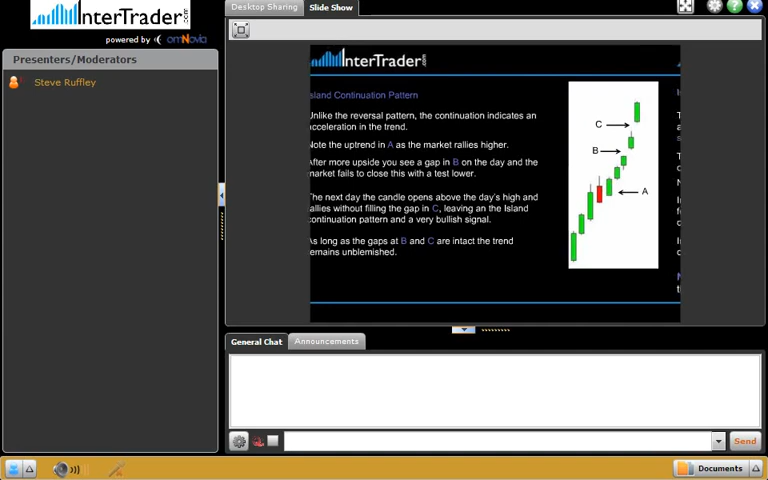 InterTrader.com
powered by omNovia
Presenters/Moderators
Steve Ruffley
Desktop Sharing
Slide Show
InterTrader.com
sland Continuation Pattern
Unlike the reversal pattern, the continuation indicates an
acceleration in the trend.
Note the uptrend in A as the market rallies higher.
After more upside you see a gap in B on the day and the
market fails to close this with a test lower.
The next day the candle opens above the day's high and
rallies without filling the gap in C, leaving an the Island
continuation pattern and a very bullish signal.
As long as the gaps at B and C are intact the trend
remains unblemished.
C
B
A
General Chat
Announcements
Send
Documents